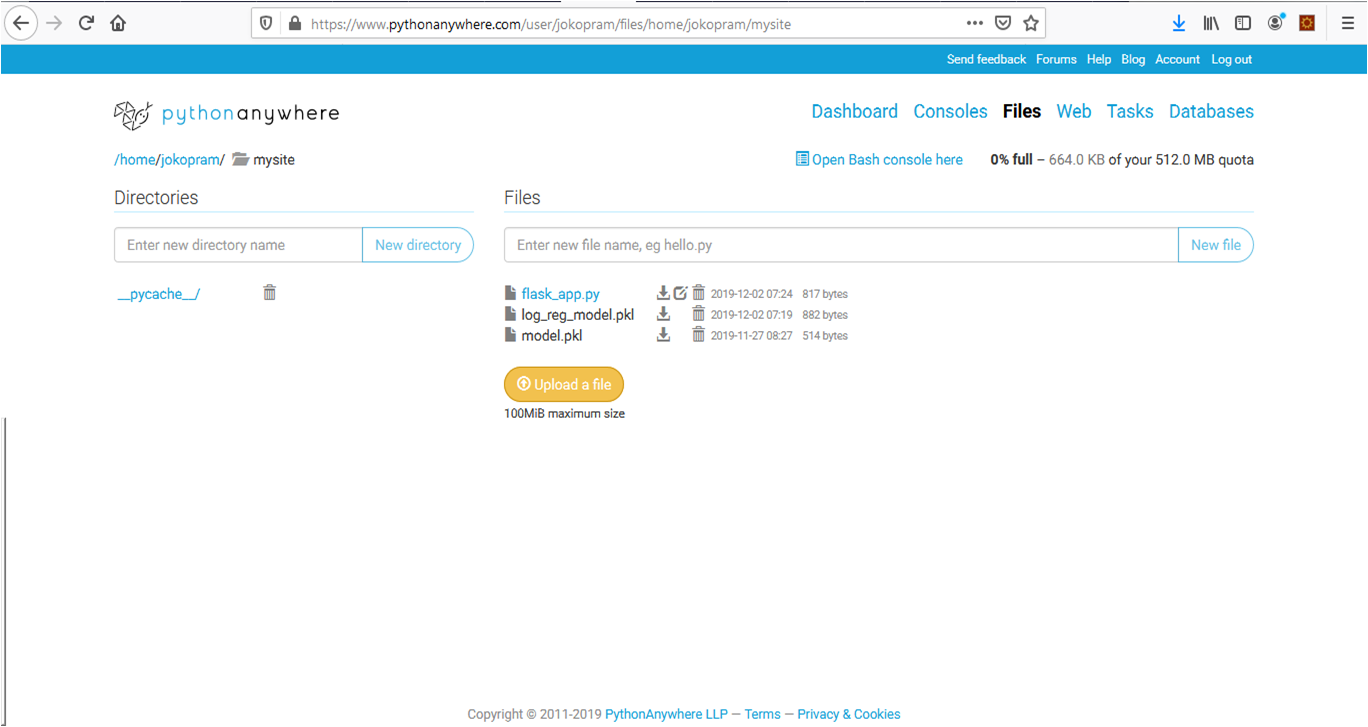 https://www.pythonanywhere.com/user/jokopram/files/home/jokopram/mysite
Send feedback Forums Help Blog Account Log out
pythonanywhere
Dashboard Consoles Files Web Tasks Databases
/home/jokopram/ mysite
Open Bash console here 0% full – 664.0 KB of your 512.0 MB quota
Directories
Enter new directory name New directory
__pycache__/
Files
Enter new file name, eg hello.py New file
flask_app.py 2019-12-02 07:24 817 bytes
log_reg_model.pkl 2019-12-02 07:19 882 bytes
model.pkl 2019-11-27 08:27 514 bytes
Upload a file
100MiB maximum size
Copyright © 2011-2019 PythonAnywhere LLP — Terms — Privacy & Cookies